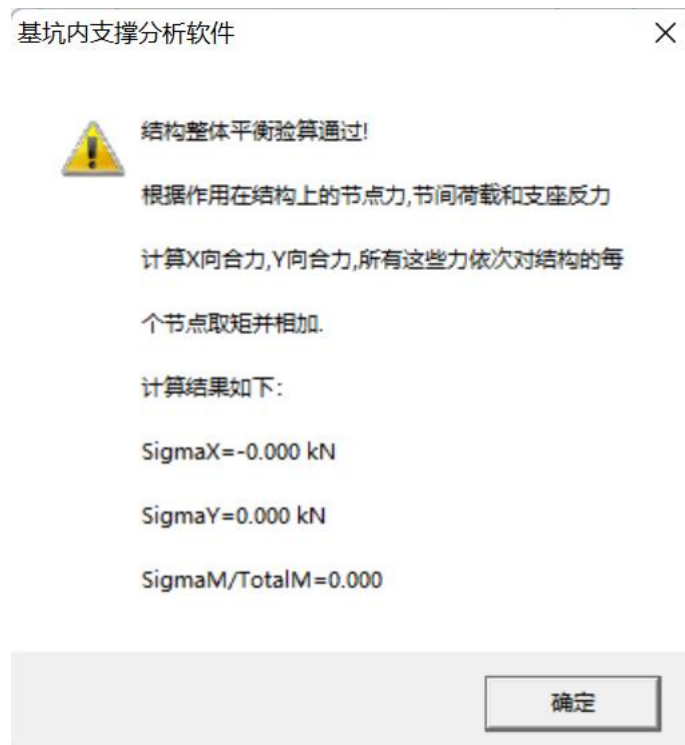 基坑内支撑分析软件
结构整体平衡验算通过!
根据作用在结构上的节点力,节间荷载和支座反力
计算X向合力,Y向合力,所有这些力依次对结构的每
个节点取矩并相加.
计算结果如下:
SigmaX=-0.000 kN
SigmaY=0.000 kN
SigmaM/TotalM=0.000
确定